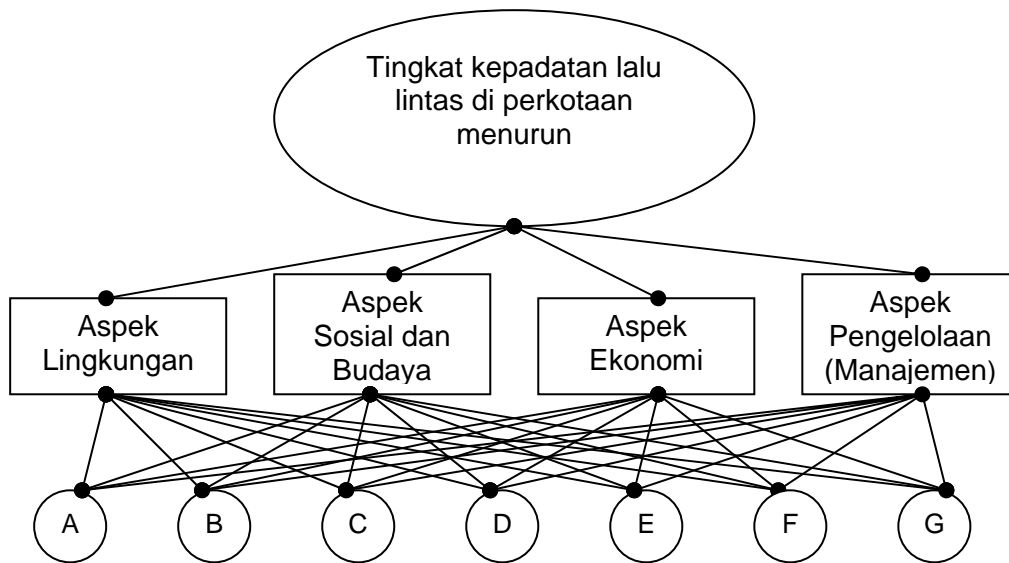 Tingkat kepadatan lalu
lintas di perkotaan
menurun
Aspek
Lingkungan
Aspek
Sosial dan
Budaya
Aspek
Ekonomi
Aspek
Pengelolaan
(Manajemen)
A
B
C
D
E
F
G